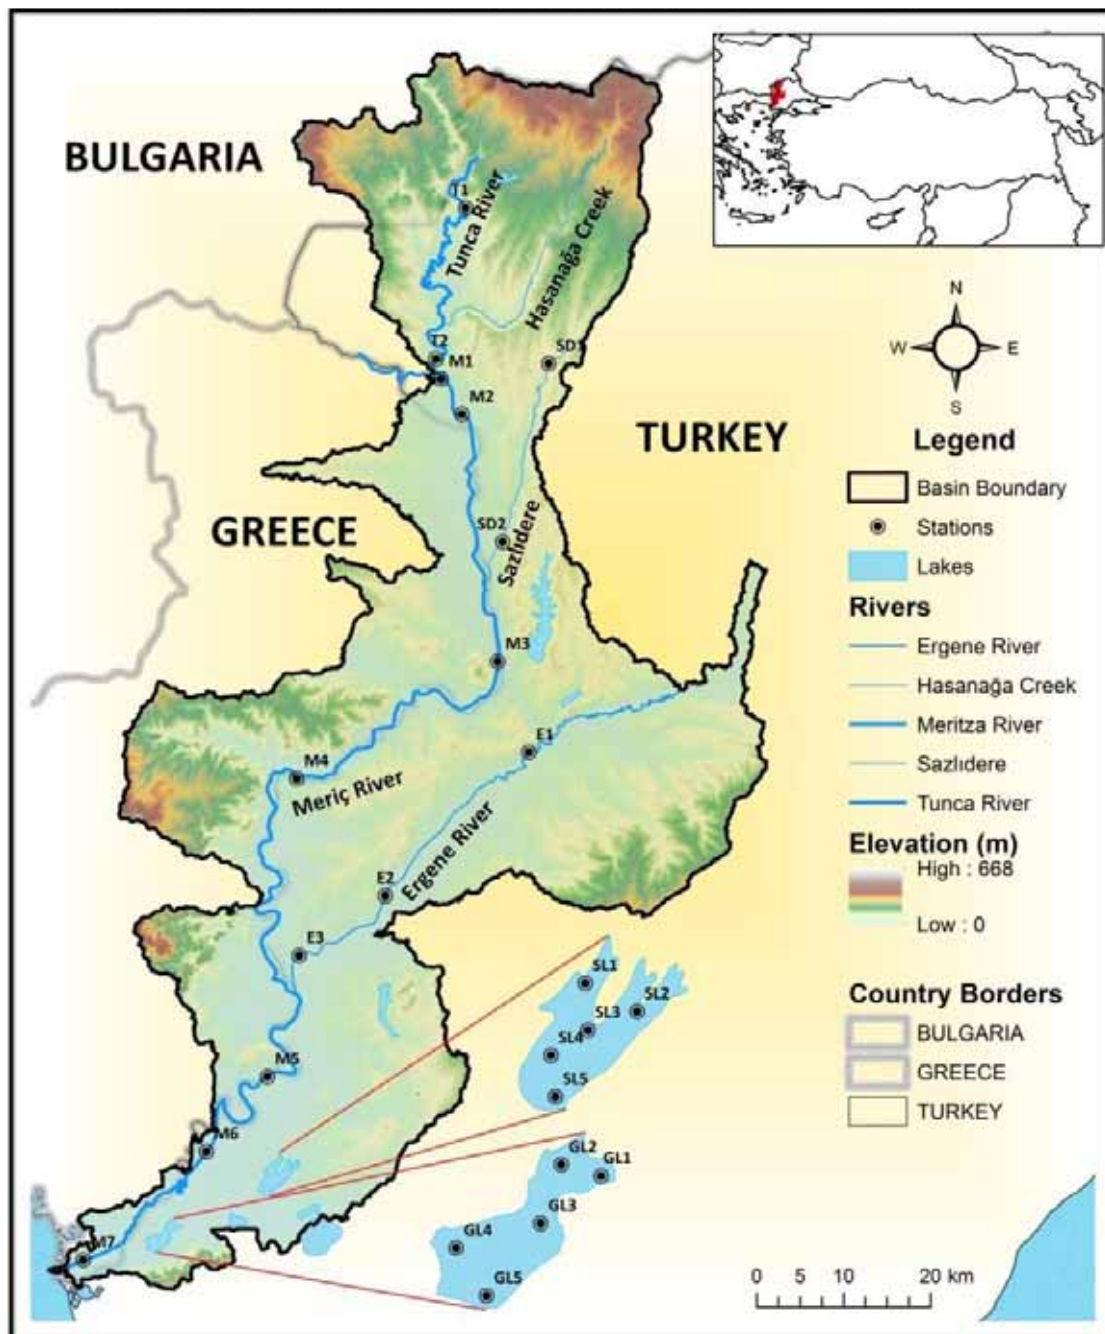 BULGARIA
T1
Tunca River
Hasanağa Creek
N
W
E
S
T2
M1
SD1
M2
TURKEY
Legend
Basin Boundary
Stations
Lakes
GREECE
SD2
Sazlıdere
Rivers
Ergene River
Hasanağa Creek
Meritza River
Sazlıdere
Tunca River
M3
E1
M4
Meriç River
Elevation (m)
High : 668
Low : 0
E2
Ergene River
E3
Country Borders
BULGARIA
GREECE
TURKEY
SL1
SL2
SL3
SL4
SL5
M5
M6
GL2
GL1
GL3
GL4
GL5
M7
0 5 10 20 km